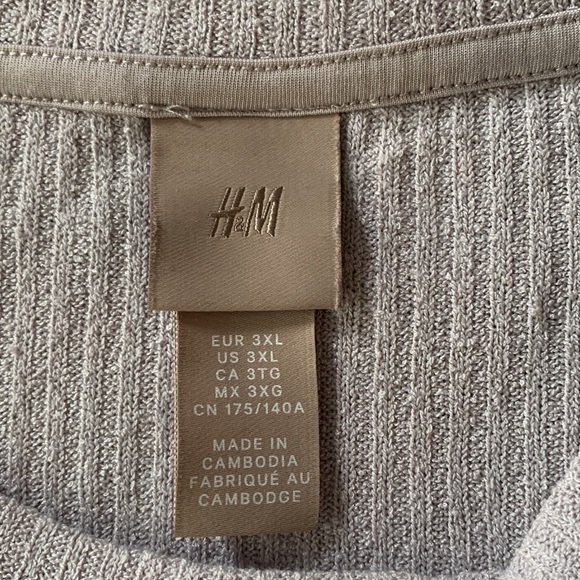 H&M
EUR 3XL
US 3XL
CA 3TG
MX 3XG
CN 175/140A
MADE IN
CAMBODIA
FABRIQUÉ AU
CAMBODGE